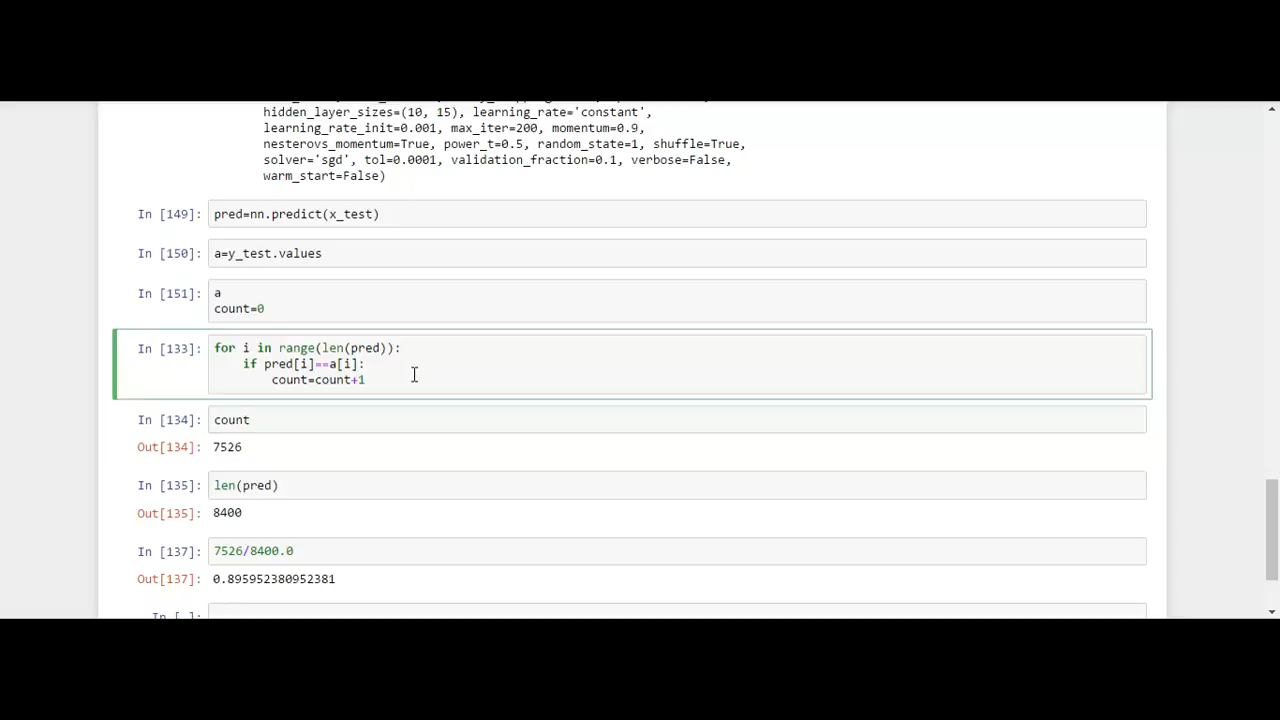 hidden_layer_sizes=(10, 15), learning_rate='constant',
learning_rate_init=0.001, max_iter=200, momentum=0.9,
nesterovs_momentum=True, power_t=0.5, random_state=1, shuffle=True,
solver='sgd', tol=0.0001, validation_fraction=0.1, verbose=False,
warm_start=False)
In [149]: pred=nn.predict(x_test)
In [150]: a=y_test.values
In [151]: a
count=0
In [133]: for i in range(len(pred)):
if pred[i]==a[i]:
count=count+1
In [134]: count
Out[134]: 7526
In [135]: len(pred)
Out[135]: 8400
In [137]: 7526/8400.0
Out[137]: 0.895952380952381